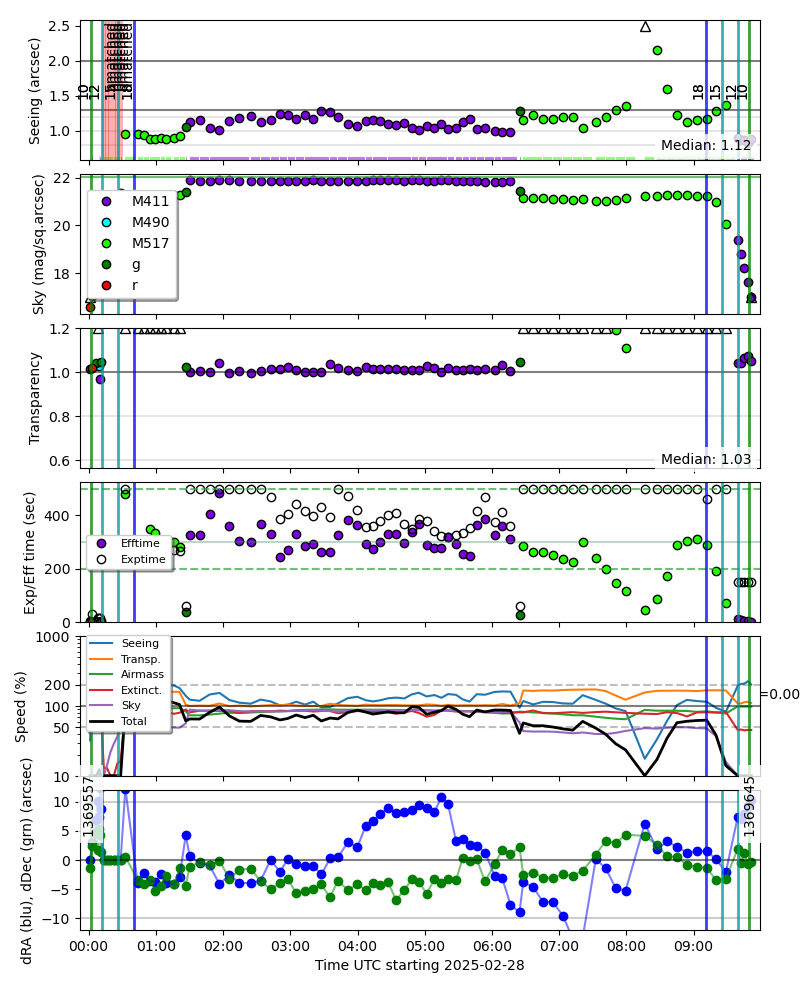 2.5
2.0
1.5
1.0
Seeing (arcsec)
10
12
15
18
18
15
12
10
Median: 1.12
22
20
18
Sky (mag/sq.arcsec)
M411
M490
M517
g
r
1.2
1.0
0.8
0.6
Transparency
Median: 1.03
400
200
0
Exp/Eff time (sec)
Efftime
Exptime
1000
200
100
50
10
Speed (%)
Seeing
Transp.
Airmass
Extinct.
Sky
Total
=0.00
10
5
0
−5
−10
dRA (blu), dDec (grn) (arcsec)
1369557
1369645
00:00 01:00 02:00 03:00 04:00 05:00 06:00 07:00 08:00 09:00
Time UTC starting 2025-02-28